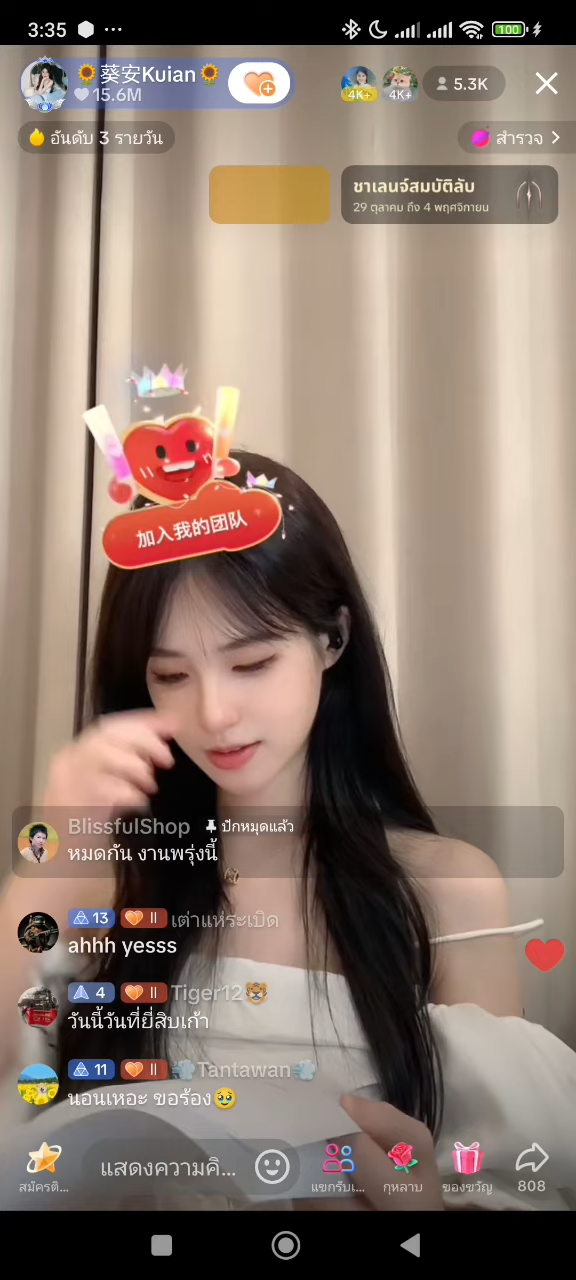 3:35
100
🌻葵安Kuian🌻
15.6M
4K+
4K+
5.3K
อันดับ 3 รายวัน
สำรวจ
ชาเลนจ์สมบัติลับ
29 ตุลาคม ถึง 4 พฤศจิกายน
加入我的团队
BlissfulShop ปักหมุดแล้ว
หมดกัน งานพรุ่งนี้
13 II เต่าแห่ระเบิด
ahhh yesss
4 II Tiger12🐯
วันนี้วันที่ยี่สิบเก้า
11 II 💨Tantawan💨
นอนเหอะ ขอร้อง🥹
แสดงความคิ...
สมัครติ...
แขกรับเ...
กุหลาบ
ของขวัญ
808